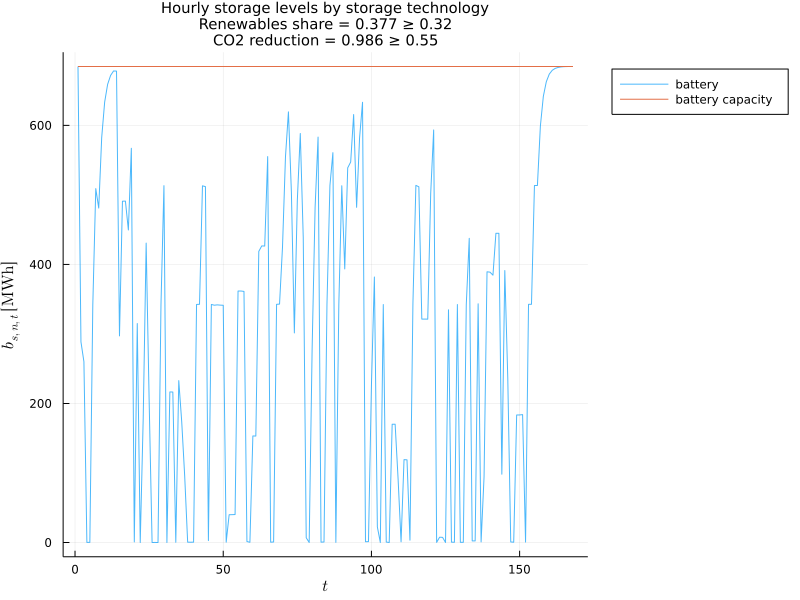 Hourly storage levels by storage technology
Renewables share = 0.377 ≥ 0.32
CO2 reduction = 0.986 ≥ 0.55
battery
battery capacity
b_{s, n, t} [MWh]
600
400
200
0
0
50
100
150
t